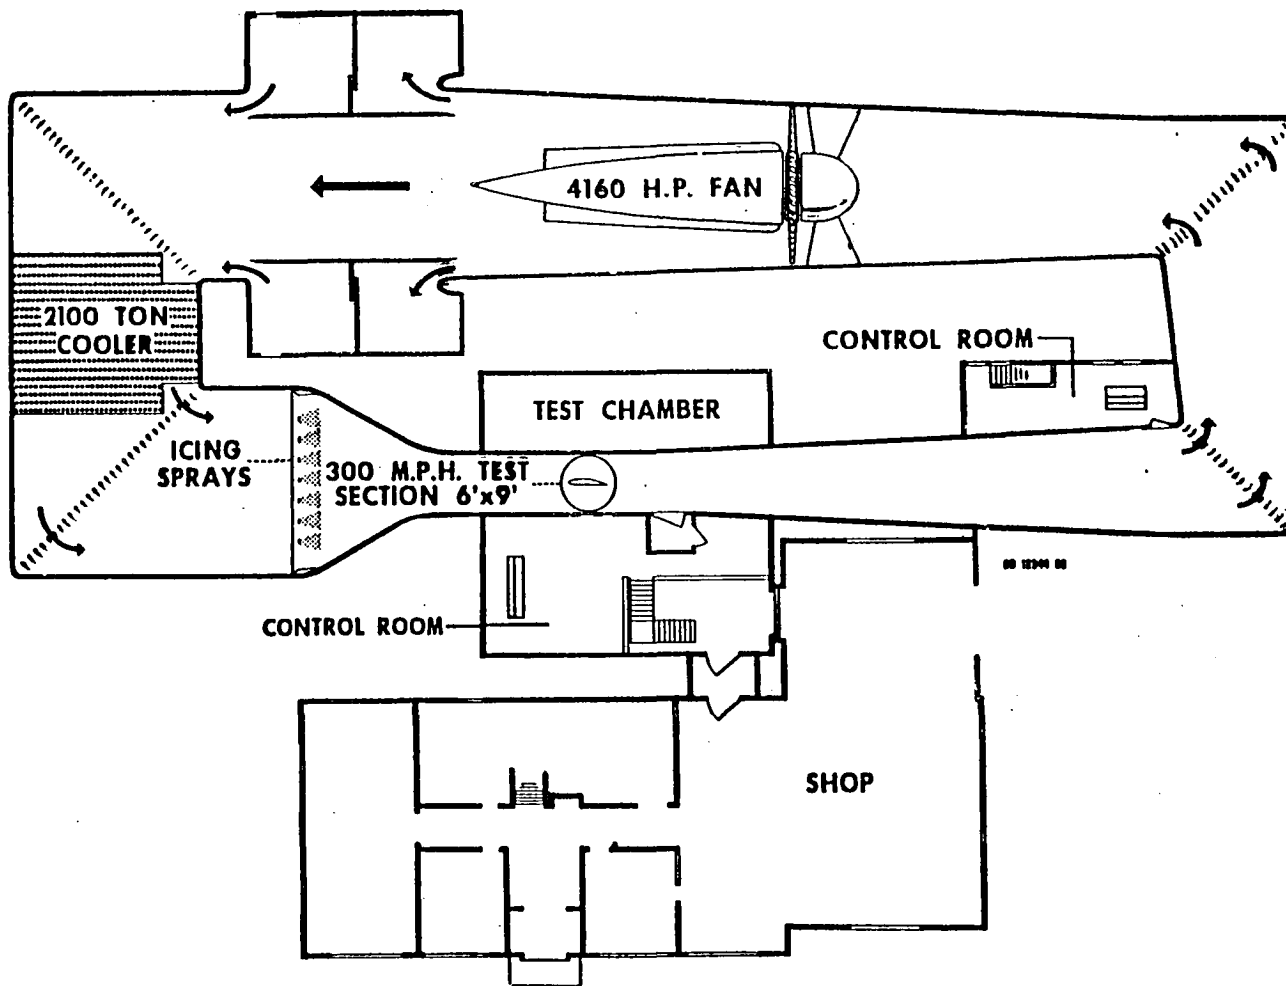 4160 H.P. FAN
2100 TON
COOLER
CONTROL ROOM
TEST CHAMBER
ICING
SPRAYS
300 M.P.H. TEST
SECTION 6'x9'
CONTROL ROOM
SHOP